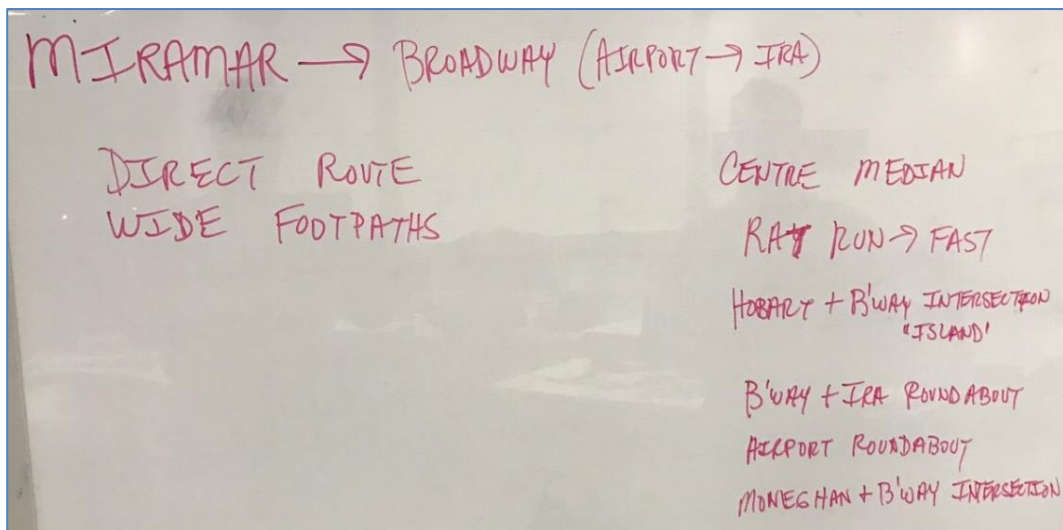 MIRAMAR → BROADWAY (AIRPORT → IRA)
DIRECT ROUTE
WIDE FOOTPATHS
CENTRE MEDIAN
RAT RUN → FAST
HOBART + B'WAY INTERSECTION
"ISLAND'
B'WAY + IRA ROUNDABOUT
AIRPORT ROUNDABOUT
MONEGHAN + B'WAY INTERSECTION